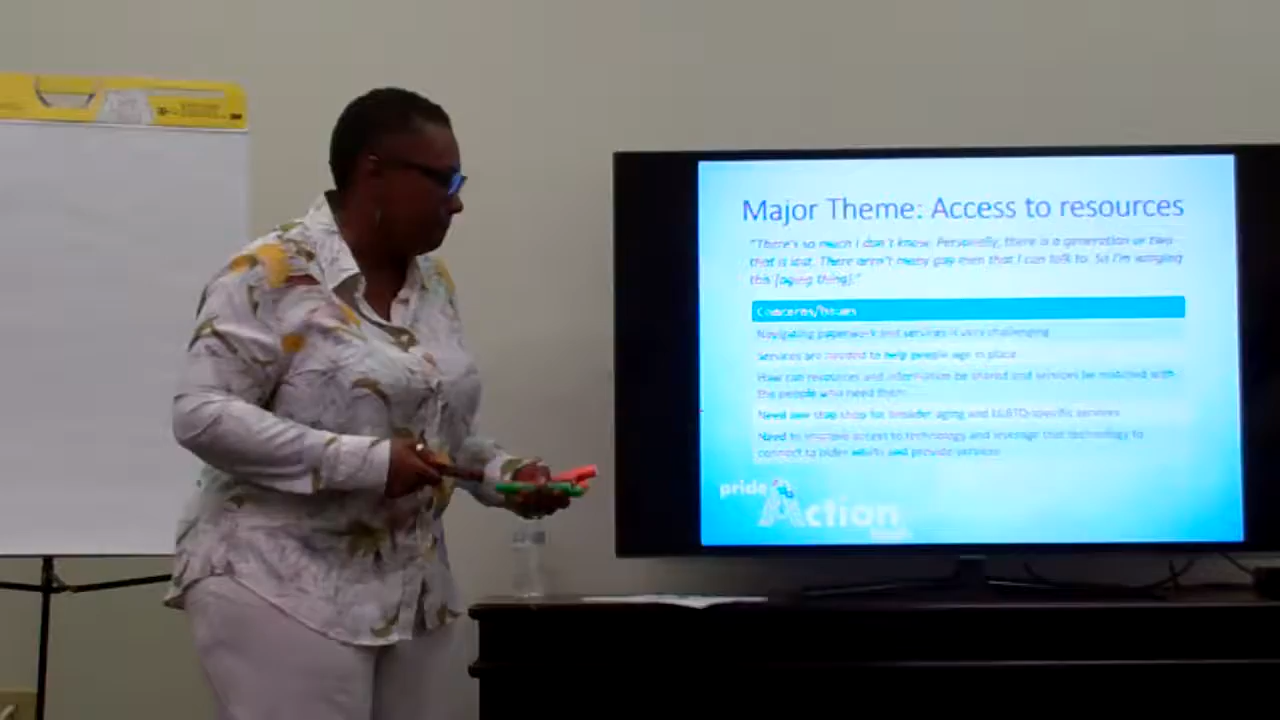 Major Theme: Access to resources
"There's so much I don't know. Personally, there is a generation or two
that is lost. There aren't many gay men that I can talk to. So I'm winging
this [aging thing]."
Concerns/Issues
Navigating paperwork and services is very challenging
Services are needed to help people age in place
How can resources and information be shared and services be matched with
the people who need them
Need one stop shop for broader aging and LGBTQ specific services
Need to improve access to technology and leverage that technology to
connect to older adults and provide services
pride
Action